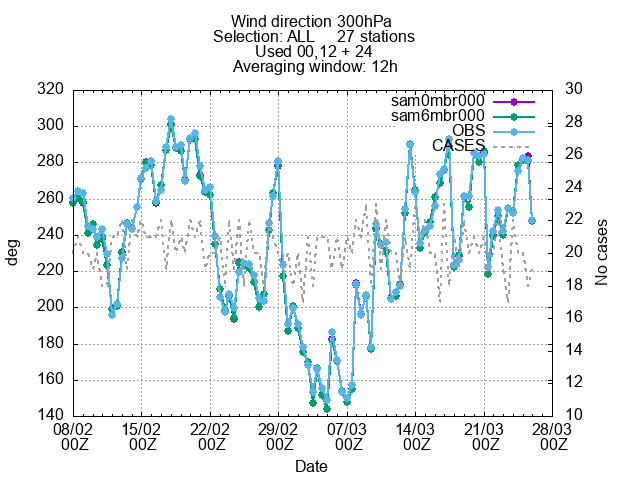 Wind direction 300hPa
Selection: ALL     27 stations
Used 00,12 + 24
Averaging window: 12h
320
300
280
260
240
220
200
180
160
140
deg
30
28
26
24
22
20
18
16
14
12
10
No cases
sam0mbr000
sam6mbr000
OBS
CASES
08/02 15/02 22/02 29/02 07/03 14/03 21/03 28/03
00Z 00Z 00Z 00Z 00Z 00Z 00Z 00Z
Date